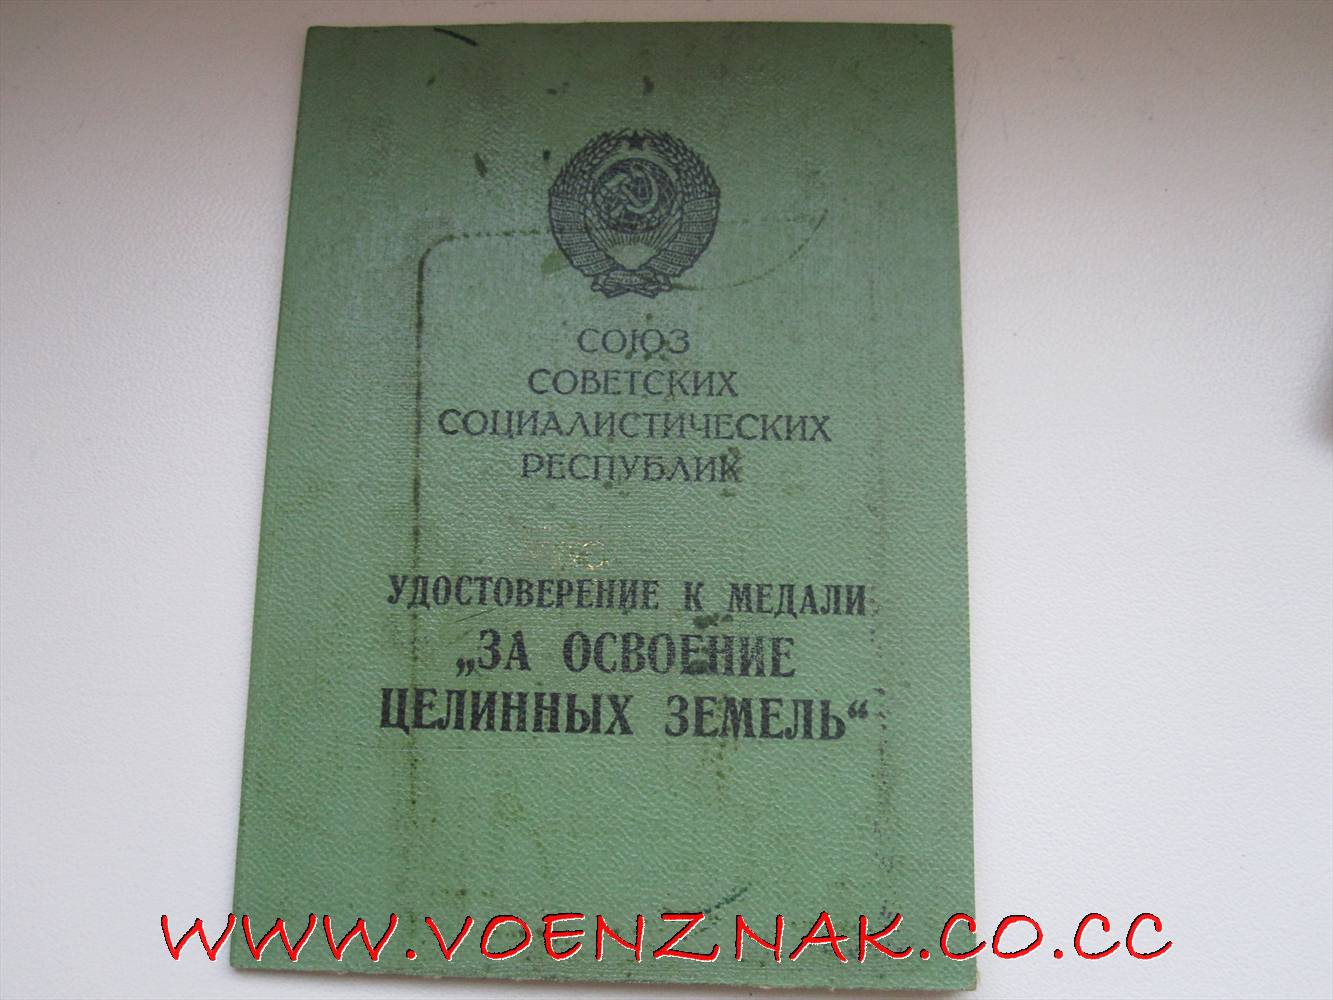 СОЮЗ
СОВЕТСКИХ
СОЦИАЛИСТИЧЕСКИХ
РЕСПУБЛИК
УДОСТОВЕРЕНИЕ К МЕДАЛИ
„ЗА ОСВОЕНИЕ
ЦЕЛИННЫХ ЗЕМЕЛЬ“
WWW.VOENZNAK.CO.CC